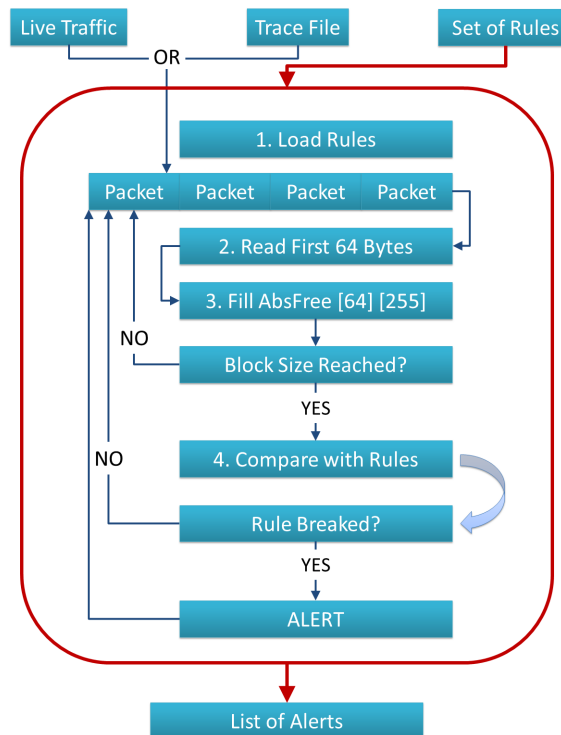 Live Traffic
Trace File
Set of Rules
OR
1. Load Rules
Packet Packet Packet Packet
2. Read First 64 Bytes
3. Fill AbsFree [64] [255]
NO
Block Size Reached?
YES
4. Compare with Rules
NO
Rule Breaked?
YES
ALERT
List of Alerts